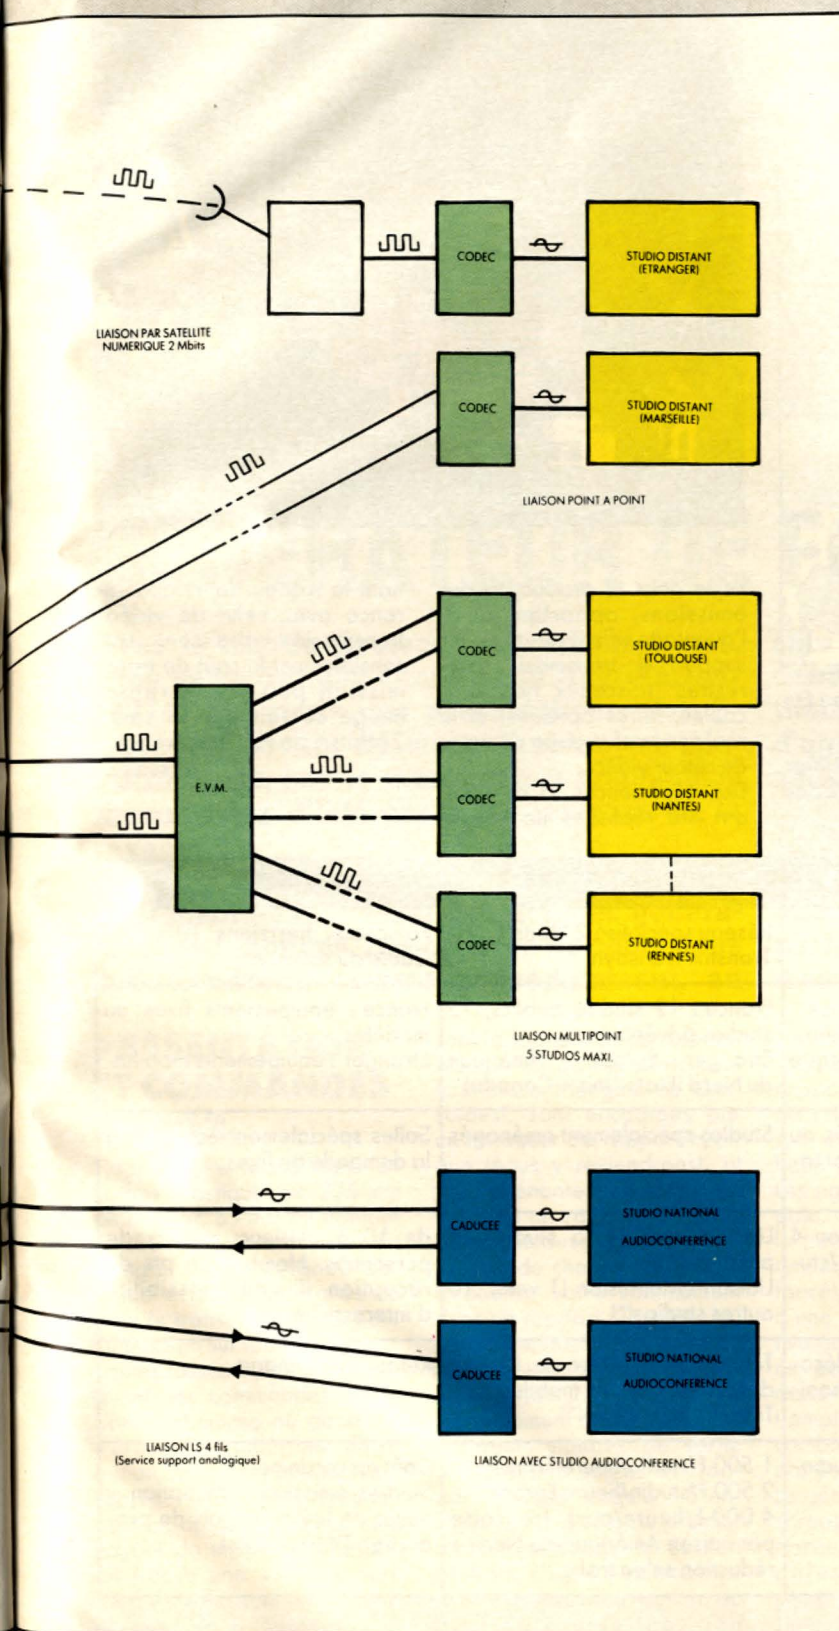 CODEC
STUDIO DISTANT
(ETRANGER)
LIAISON PAR SATELLITE
NUMERIQUE 2 Mbits
CODEC
STUDIO DISTANT
(MARSEILLE)
LIAISON POINT A POINT
CODEC
STUDIO DISTANT
(TOULOUSE)
E.V.M.
CODEC
STUDIO DISTANT
(NANTES)
CODEC
STUDIO DISTANT
(RENNES)
LIAISON MULTIPOINT
5 STUDIOS MAXI.
CADUCEE
STUDIO NATIONAL
AUDIOCONFERENCE
CADUCEE
STUDIO NATIONAL
AUDIOCONFERENCE
LIAISON LS 4 fils
(Service support analogique)
LIAISON AVEC STUDIO AUDIOCONFERENCE